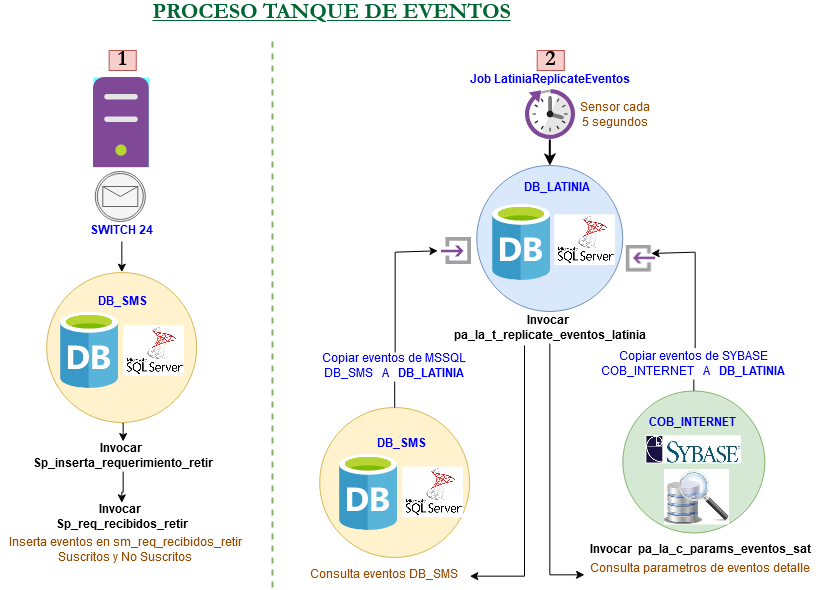 PROCESO TANQUE DE EVENTOS
1
SWITCH 24
DB_SMS
DB
Microsoft
SQL Server
Invocar
Sp_inserta_requerimiento_retir
Invocar
Sp_req_recibidos_retir
Inserta eventos en sm_req_recibidos_retir
Suscritos y No Suscritos
2
Job LatiniaReplicateEventos
Sensor cada
5 segundos
DB_LATINIA
DB
Microsoft
SQL Server
Invocar
pa_la_t_replicate_eventos_latinia
Copiar eventos de MSSQL
DB_SMS A DB_LATINIA
DB_SMS
DB
Microsoft
SQL Server
Consulta eventos DB_SMS
Copiar eventos de SYBASE
COB_INTERNET A DB_LATINIA
COB_INTERNET
SYBASE
Invocar pa_la_c_params_eventos_sat
Consulta parametros de eventos detalle